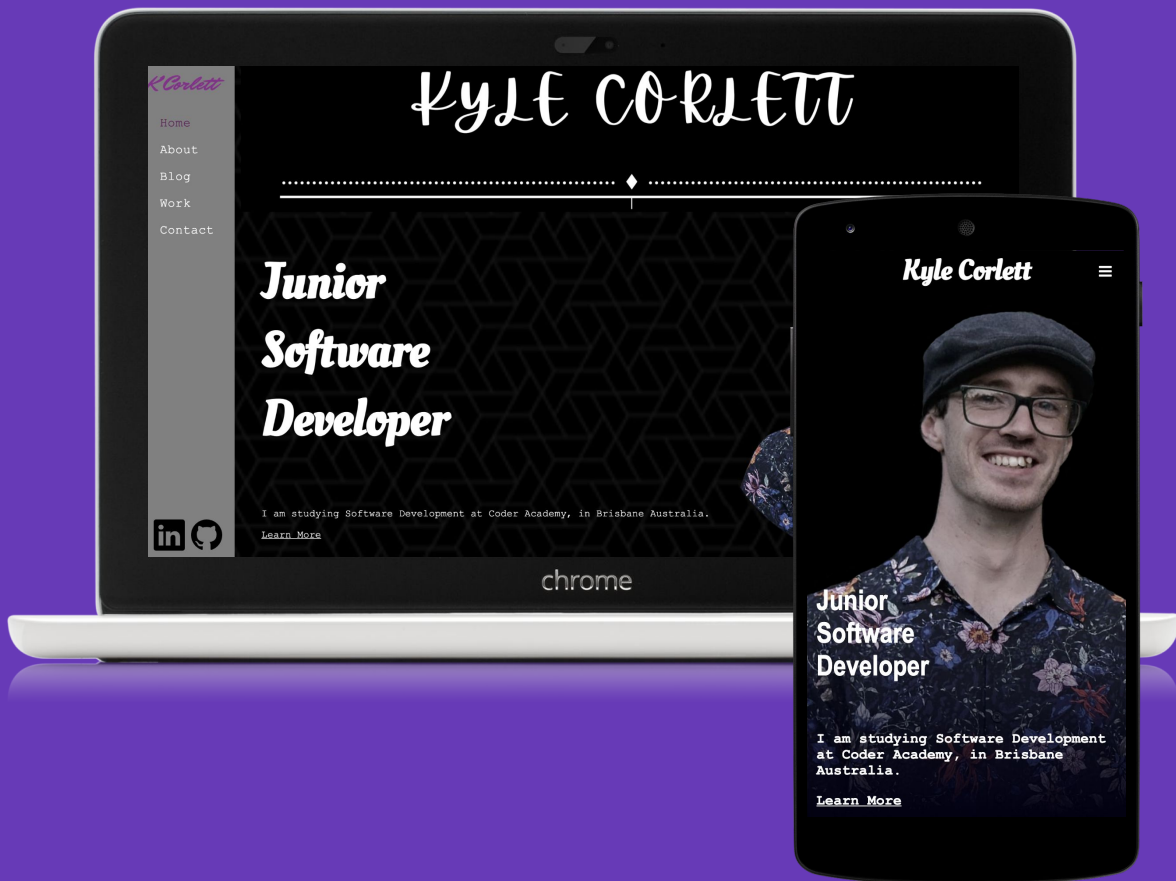 K Corlett
Home
About
Blog
Work
Contact
KYLE CORLETT
Junior
Software
Developer
I am studying Software Development at Coder Academy, in Brisbane Australia.
Learn More
in
chrome
Kyle Corlett
Junior
Software
Developer
I am studying Software Development
at Coder Academy, in Brisbane
Australia.
Learn More